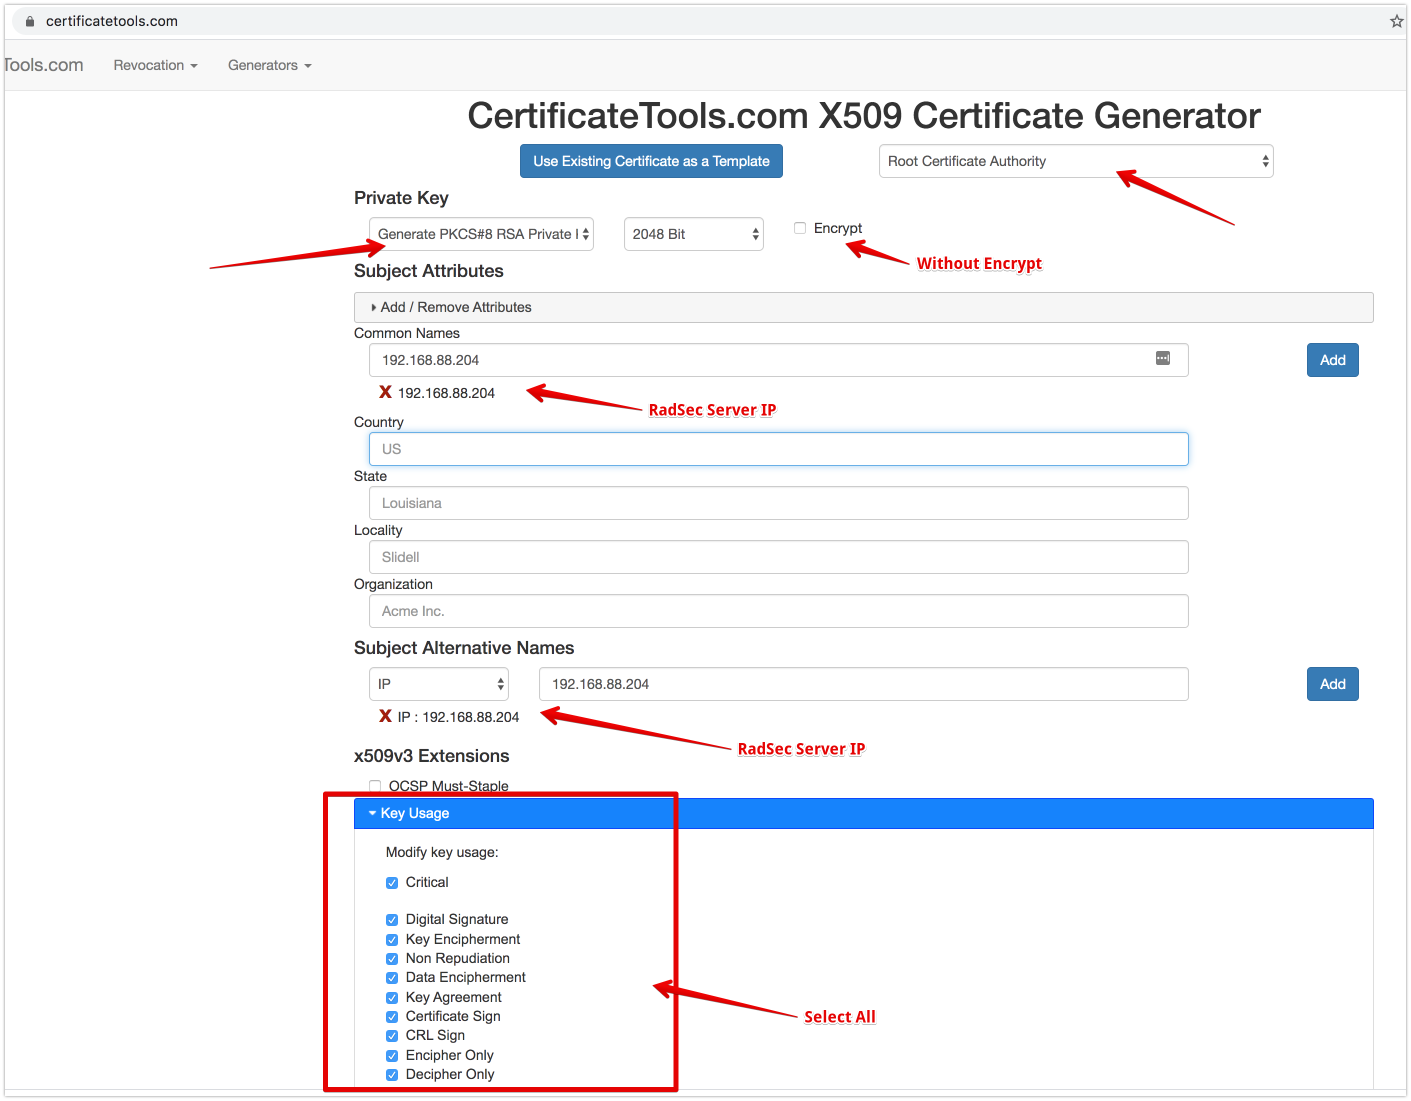 certificatetools.com
Tools.com Revocation Generators
CertificateTools.com X509 Certificate Generator
Use Existing Certificate as a Template Root Certificate Authority
Private Key
Generate PKCS#8 RSA Private 2048 Bit Encrypt
Without Encrypt
Subject Attributes
Add / Remove Attributes
Common Names
192.168.88.204 Add
X 192.168.88.204
RadSec Server IP
Country
US
State
Louisiana
Locality
Slidell
Organization
Acme Inc.
Subject Alternative Names
IP 192.168.88.204 Add
X IP : 192.168.88.204
RadSec Server IP
x509v3 Extensions
OCSP Must-Staple
Key Usage
Modify key usage:
Critical
Digital Signature
Key Encipherment
Non Repudiation
Data Encipherment
Key Agreement
Certificate Sign
Select All
CRL Sign
Encipher Only
Decipher Only